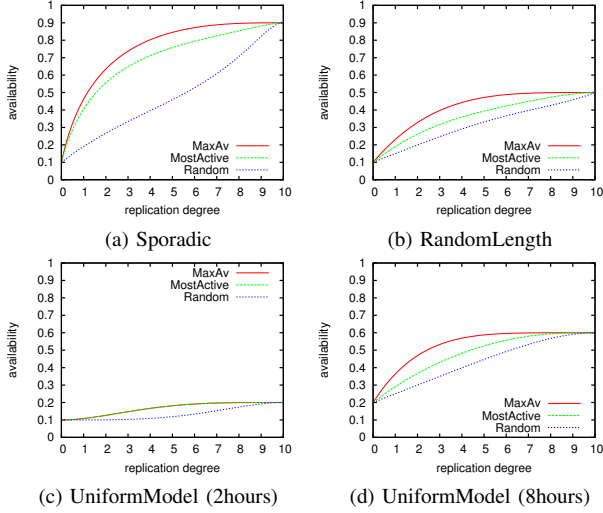 1
0.9
0.8
0.7
0.6
0.5
0.4
0.3
0.2
0.1
0
availability
MaxAv
MostActive
Random
0 1 2 3 4 5 6 7 8 9 10
replication degree
(a) Sporadic
1
0.9
0.8
0.7
0.6
0.5
0.4
0.3
0.2
0.1
0
availability
MaxAv
MostActive
Random
0 1 2 3 4 5 6 7 8 9 10
replication degree
(b) RandomLength
1
0.9
0.8
0.7
0.6
0.5
0.4
0.3
0.2
0.1
0
availability
MaxAv
MostActive
Random
0 1 2 3 4 5 6 7 8 9 10
replication degree
(c) UniformModel (2hours)
1
0.9
0.8
0.7
0.6
0.5
0.4
0.3
0.2
0.1
0
availability
MaxAv
MostActive
Random
0 1 2 3 4 5 6 7 8 9 10
replication degree
(d) UniformModel (8hours)